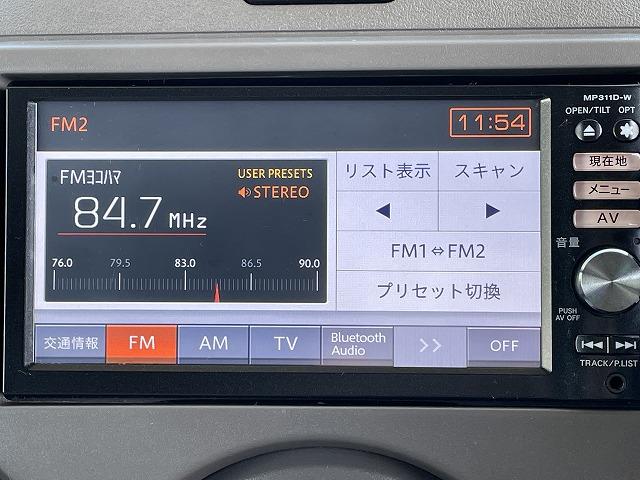 MP311D-W
OPEN/TILT OPT
FM2
11:54
FMヨコハマ
USER PRESETS
STEREO
84.7 MHz
76.0 79.5 83.0 86.5 90.0
リスト表示
スキャン
◀ ▶
FM1⇔FM2
プリセット切換
交通情報
FM
AM
TV
Bluetooth
Audio
>>
OFF
現在地
メニュー
AV
音量
PUSH
AV OFF
TRACK/P.LIST